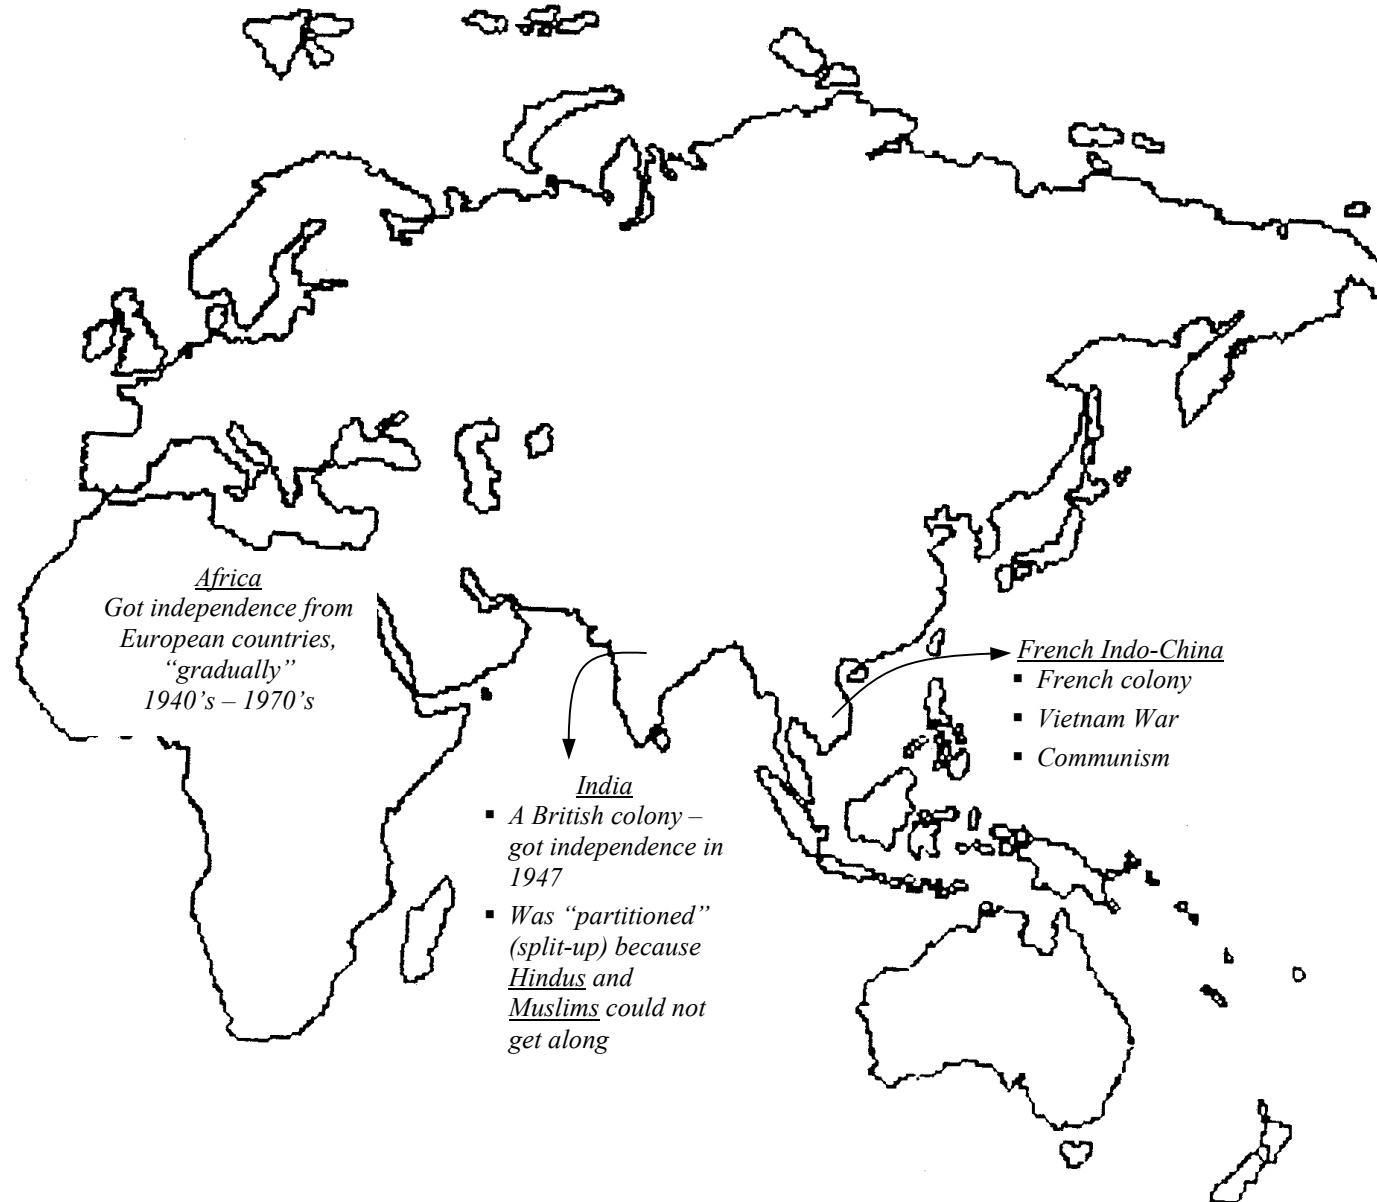 Africa
Got independence from
European countries,
“gradually”
1940’s – 1970’s
French Indo-China
▪ French colony
▪ Vietnam War
▪ Communism
India
▪ A British colony –
got independence in
1947
▪ Was “partitioned”
(split-up) because
Hindus and
Muslims could not
get along